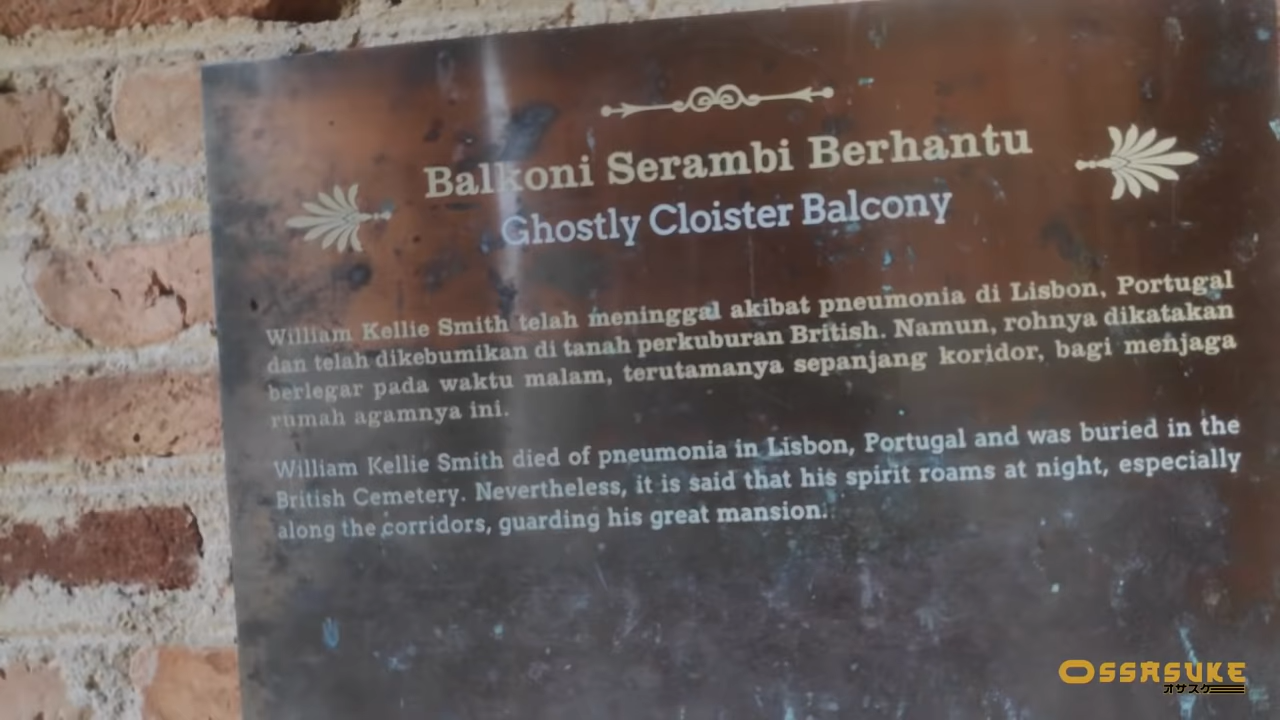 Balkoni Serambi Berhantu
Ghostly Cloister Balcony
William Kellie Smith telah meninggal akibat pneumonia di Lisbon, Portugal
dan telah dikebumikan di tanah perkuburan British. Namun, rohnya dikatakan
berlegar pada waktu malam, terutamanya sepanjang koridor, bagi menjaga
rumah agamnya ini.
William Kellie Smith died of pneumonia in Lisbon, Portugal and was buried in the
British Cemetery. Nevertheless, it is said that his spirit roams at night, especially
along the corridors, guarding his great mansion.
OSSASUKE
オサスケ